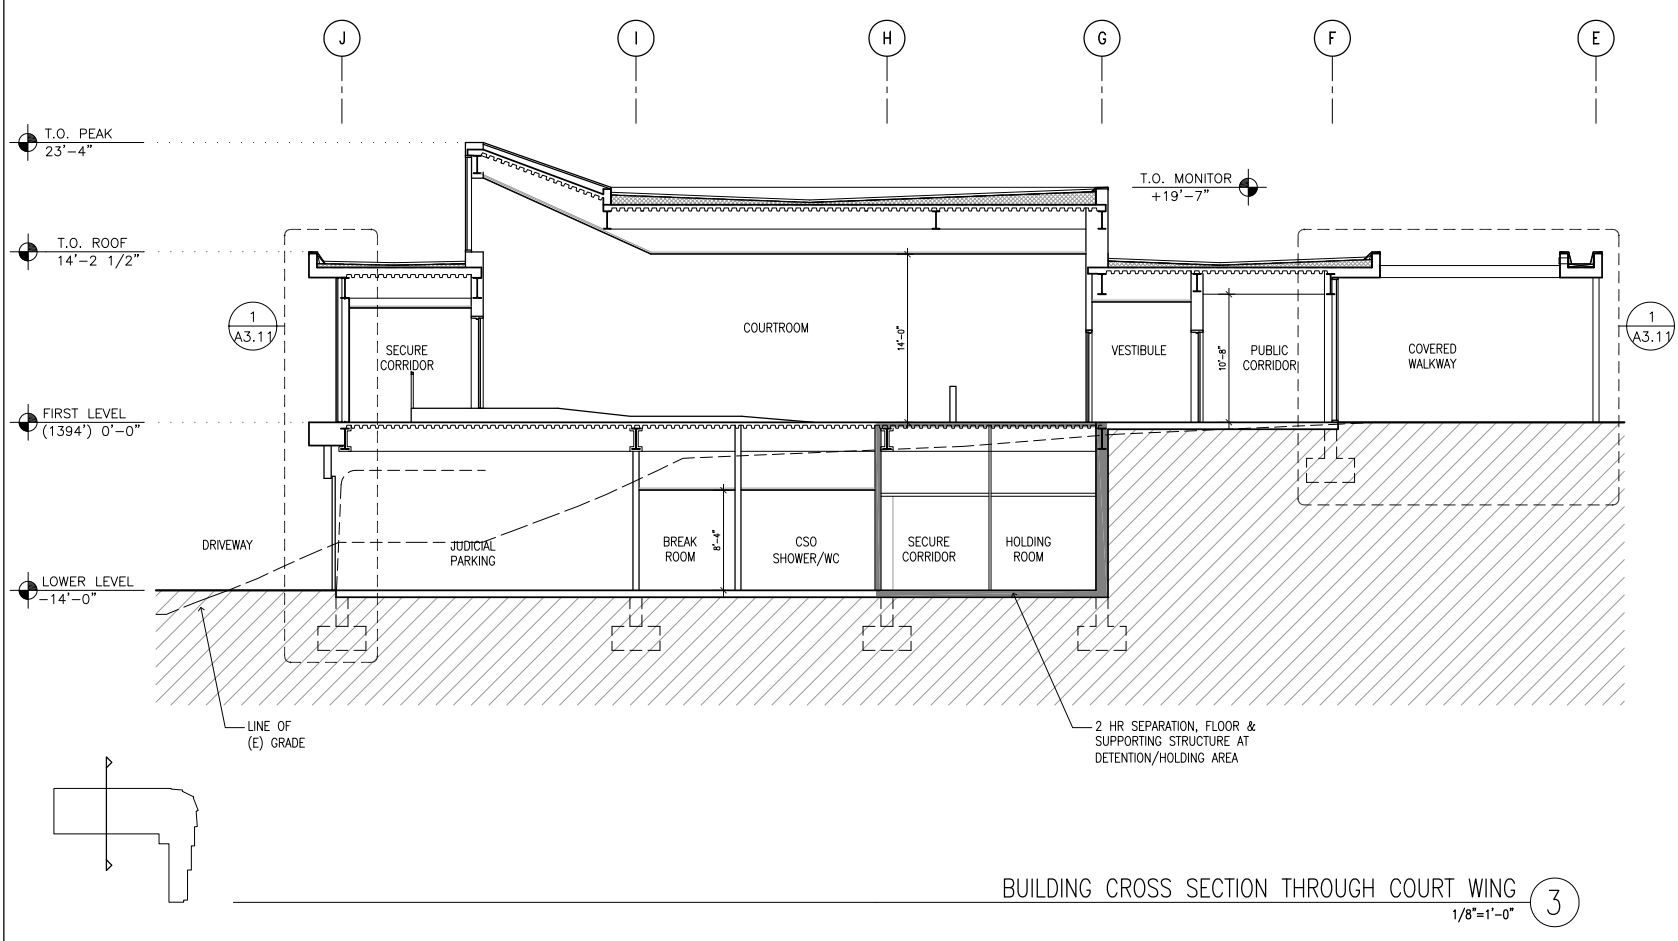 J
I
H
G
F
E
T.O. PEAK
23'-4"
T.O. MONITOR
+19'-7"
T.O. ROOF
14'-2 1/2"
1
A3.11
1
A3.11
COURTROOM
14'-0"
SECURE
CORRIDOR
VESTIBULE
10'-8"
PUBLIC
CORRIDOR
COVERED
WALKWAY
FIRST LEVEL
(1394') 0'-0"
DRIVEWAY
JUDICIAL
PARKING
BREAK
ROOM
8'-4"
CSO
SHOWER/WC
SECURE
CORRIDOR
HOLDING
ROOM
LOWER LEVEL
-14'-0"
LINE OF
(E) GRADE
2 HR SEPARATION, FLOOR &
SUPPORTING STRUCTURE AT
DETENTION/HOLDING AREA
BUILDING CROSS SECTION THROUGH COURT WING
3
1/8"=1'-0"